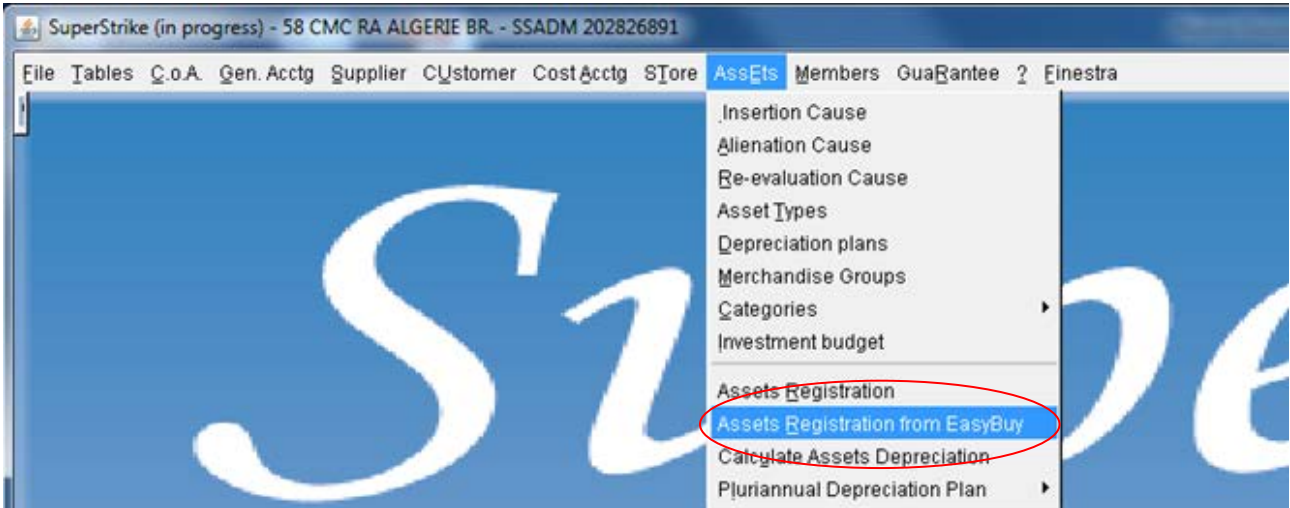 SuperStrike (in progress) - 58 CMC RA ALGERIE BR. - SSADM 202826891
File Tables C.o.A. Gen. Acctg Supplier CUstomer Cost Acctg STore AssEts Members GuaRantee ? Finestra
Insertion Cause
Alienation Cause
Re-evaluation Cause
Asset Types
Depreciation plans
Merchandise Groups
Categories
Investment budget
Assets Registration
Assets Registration from EasyBuy
Calculate Assets Depreciation
Pluriannual Depreciation Plan
Su pe